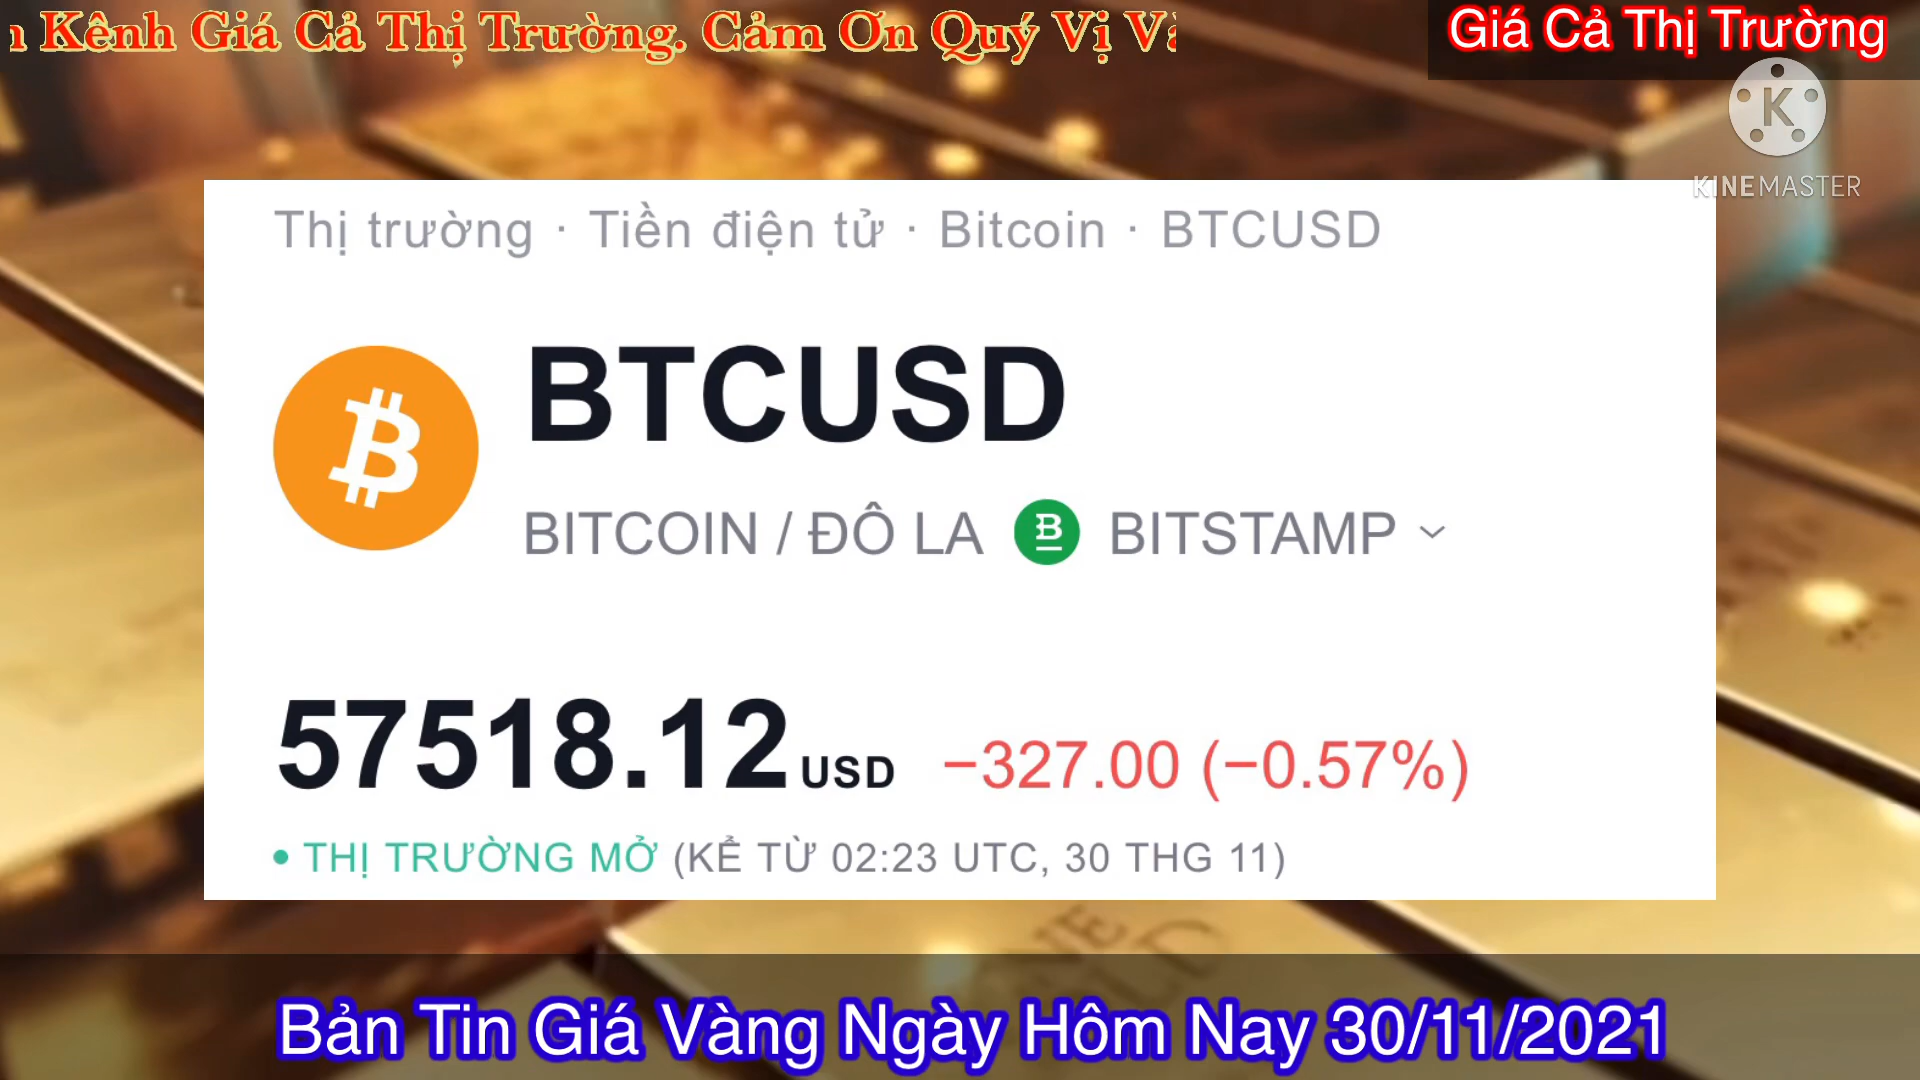 Kênh Giá Cả Thị Trường. Cảm Ơn Quý Vị
Giá Cả Thị Trường
K
KINEMASTER
Thị trường · Tiền điện tử · Bitcoin · BTCUSD
BTCUSD
BITCOIN / ĐÔ LA BITSTAMP
57518.12 USD −327.00 (−0.57%)
• THỊ TRƯỜNG MỞ (KỂ TỪ 02:23 UTC, 30 THG 11)
Bản Tin Giá Vàng Ngày Hôm Nay 30/11/2021